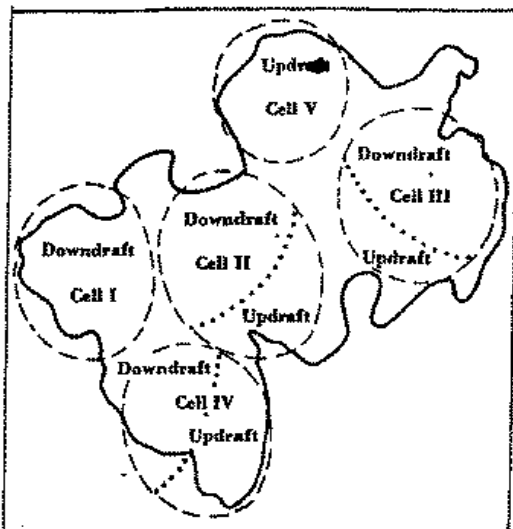 Updraft
Cell V
Downdraft
Cell III
Updraft
Downdraft
Cell II
Updraft
Downdraft
Cell I
Downdraft
Cell IV
Updraft